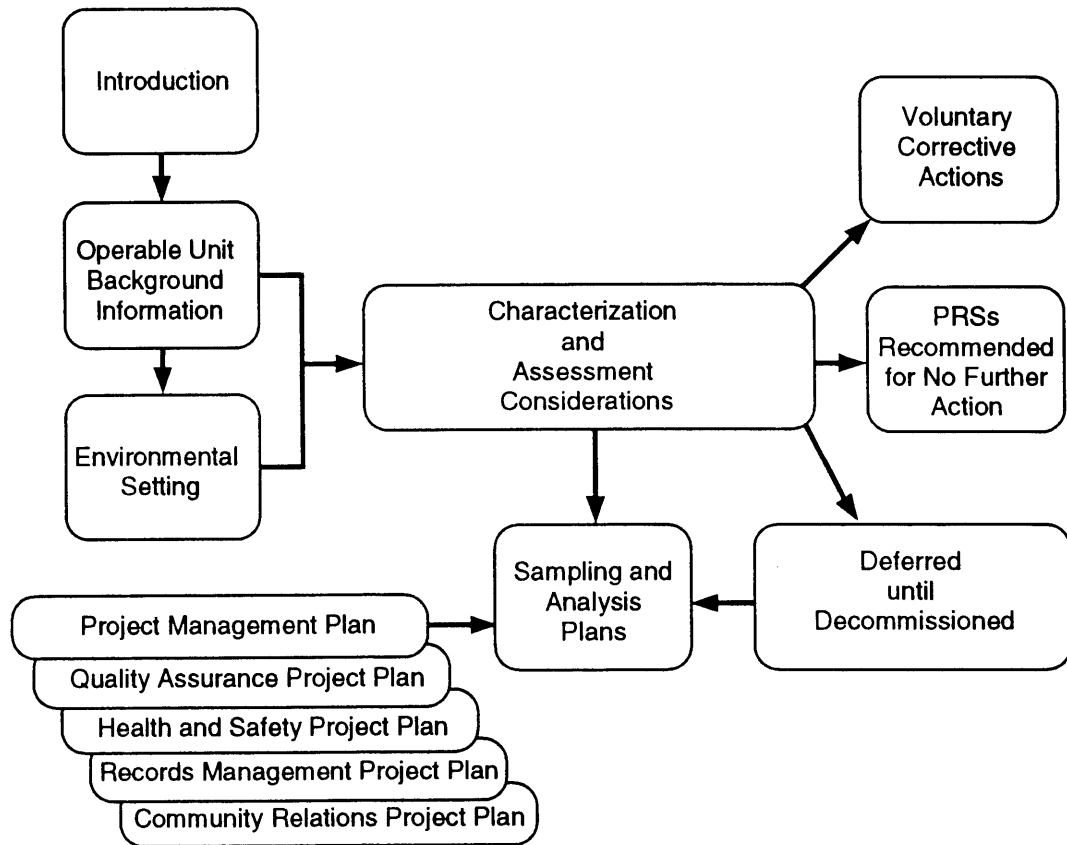 Introduction
Operable Unit
Background
Information
Environmental
Setting
Characterization
and
Assessment
Considerations
Voluntary
Corrective
Actions
PRSs
Recommended
for No Further
Action
Deferred
until
Decommissioned
Sampling and
Analysis
Plans
Project Management Plan
Quality Assurance Project Plan
Health and Safety Project Plan
Records Management Project Plan
Community Relations Project Plan